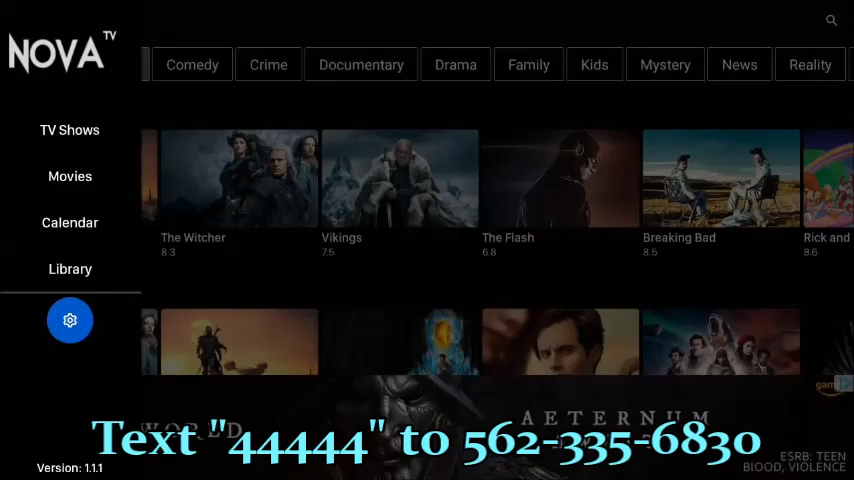 NOVA TV
Comedy
Crime
Documentary
Drama
Family
Kids
Mystery
News
Reality
TV Shows
Movies
Calendar
Library
The Witcher
8.3
Vikings
7.5
The Flash
6.8
Breaking Bad
8.5
Rick and
8.6
AETERNUM
Text "44444" to 562-335-6830
ESRB: TEEN
BLOOD, VIOLENCE
Version: 1.1.1